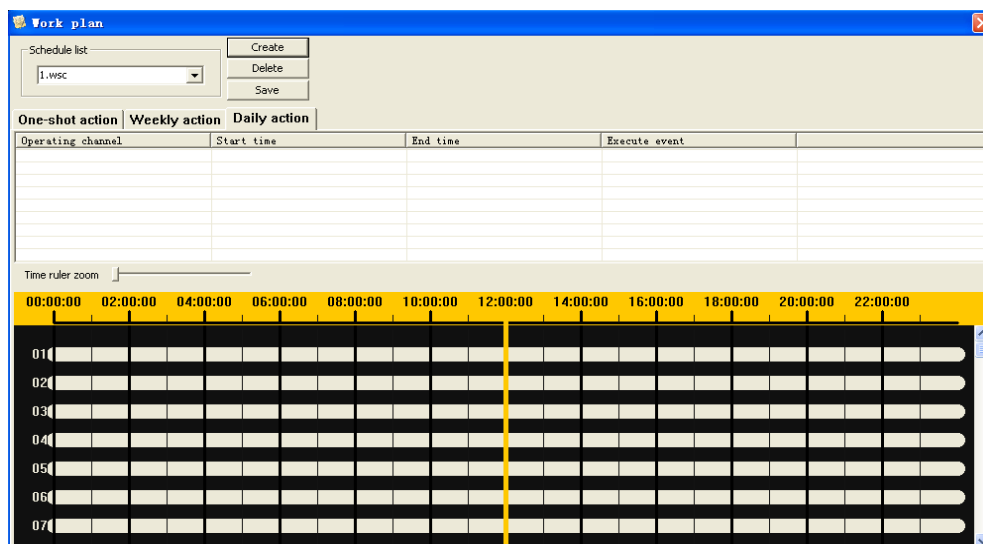 Work plan
Schedule list
1.wsc
Create
Delete
Save
One-shot action Weekly action Daily action
Operating channel Start time End time Execute event
Time ruler zoom
00:00:00 02:00:00 04:00:00 06:00:00 08:00:00 10:00:00 12:00:00 14:00:00 16:00:00 18:00:00 20:00:00 22:00:00
01
02
03
04
05
06
07